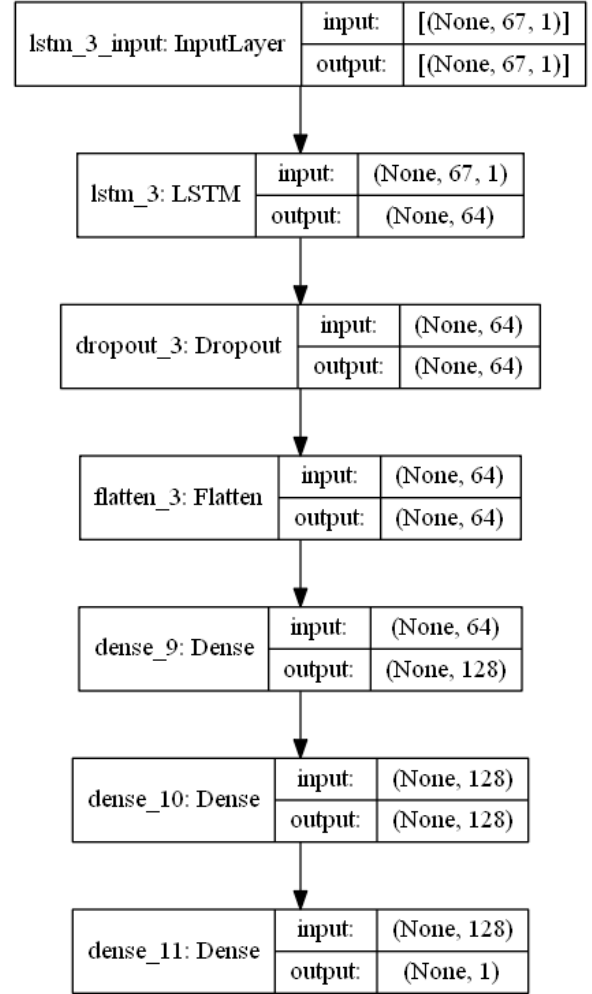 lstm_3_input: InputLayer
input: [(None, 67, 1)]
output: [(None, 67, 1)]
lstm_3: LSTM
input: (None, 67, 1)
output: (None, 64)
dropout_3: Dropout
input: (None, 64)
output: (None, 64)
flatten_3: Flatten
input: (None, 64)
output: (None, 64)
dense_9: Dense
input: (None, 64)
output: (None, 128)
dense_10: Dense
input: (None, 128)
output: (None, 128)
dense_11: Dense
input: (None, 128)
output: (None, 1)